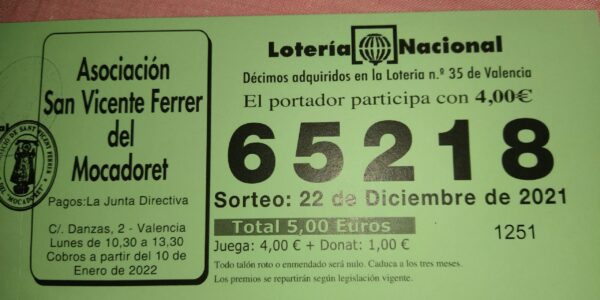 Asociación
San Vicente Ferrer
del
Mocadoret
Pagos:La Junta Directiva
C/. Danzas, 2 - Valencia
Lunes de 10,30 a 13,30
Cobros a partir del 10 de
Enero de 2022
Lotería Nacional
Décimos adquiridos en la Loteria n.º 35 de Valencia
El portador participa con 4,00€
65218
Sorteo: 22 de Diciembre de 2021
Total 5,00 Euros
Juega: 4,00 € + Donat: 1,00 €
1251
Todo talón roto o enmendado será nulo. Caduca a los tres meses.
Los premios se repartirán según legislación vigente.